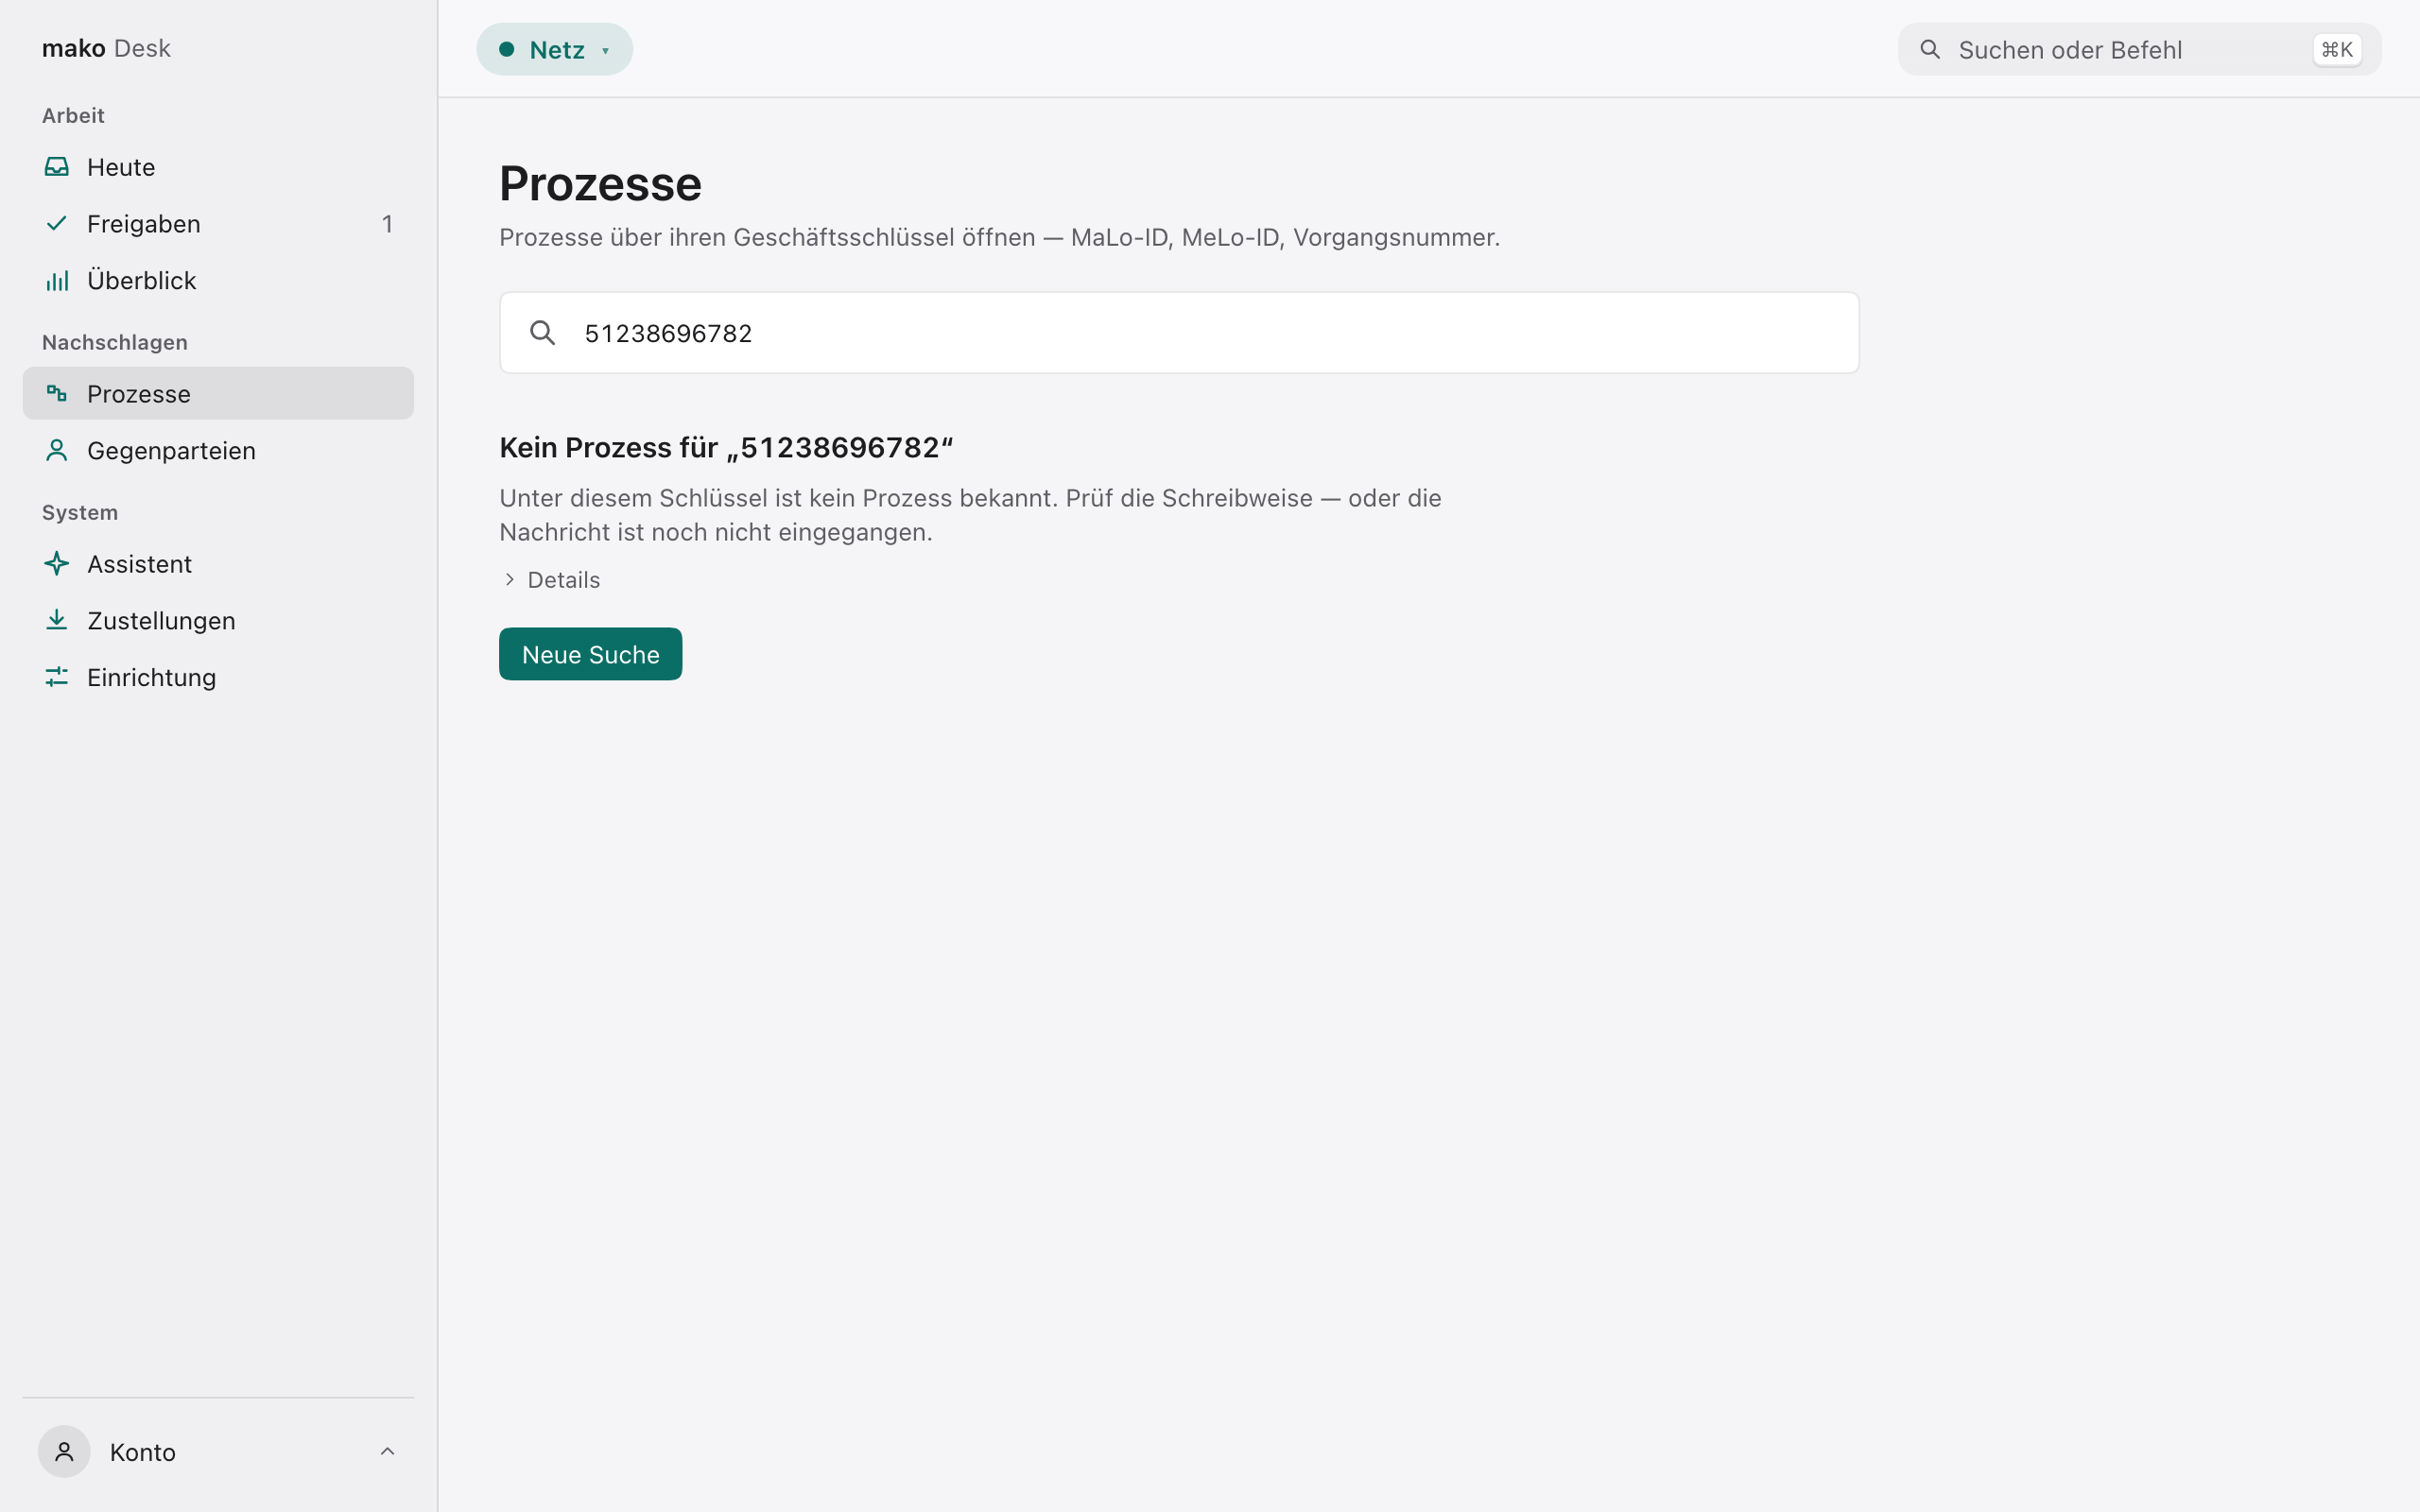 mako Desk
Arbeit
Heute
Freigaben 1
Überblick
Nachschlagen
Prozesse
Gegenparteien
System
Assistent
Zustellungen
Einrichtung
Konto
Netz
Suchen oder Befehl ⌘K
Prozesse
Prozesse über ihren Geschäftsschlüssel öffnen — MaLo-ID, MeLo-ID, Vorgangsnummer.
51238696782
Kein Prozess für „51238696782“
Unter diesem Schlüssel ist kein Prozess bekannt. Prüf die Schreibweise — oder die
Nachricht ist noch nicht eingegangen.
Details
Neue Suche